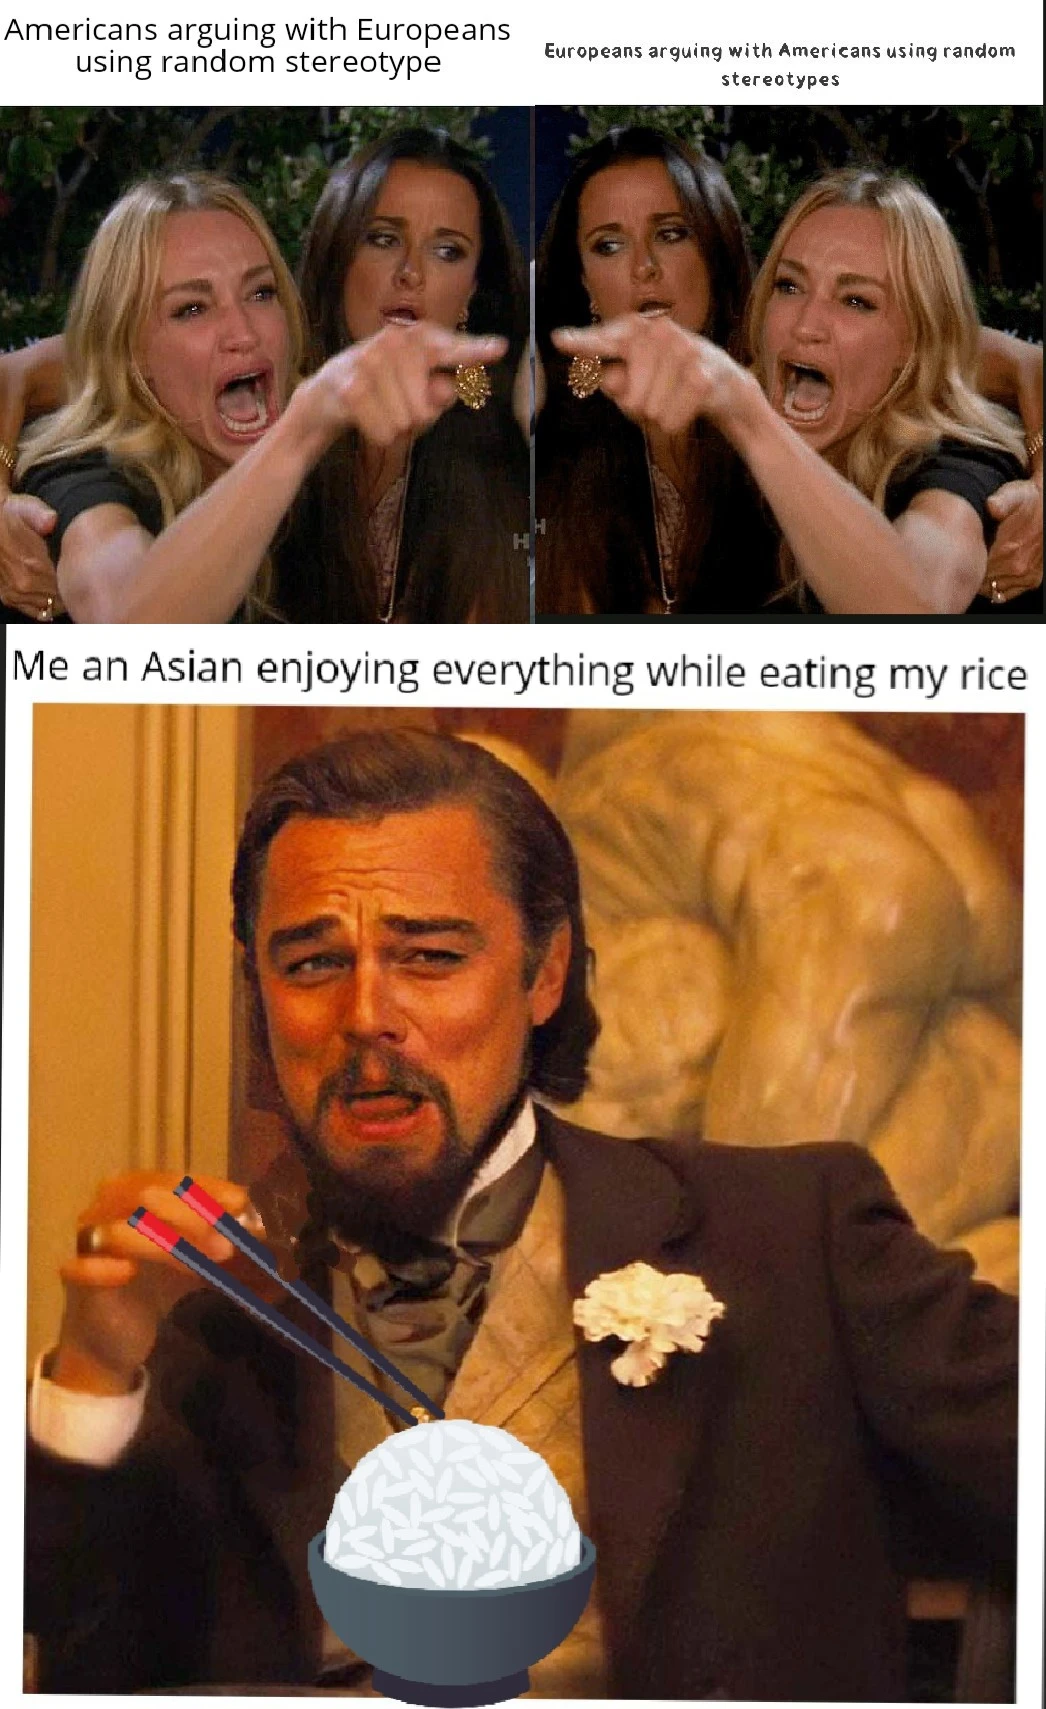 Americans arguing with Europeans
using random stereotype
Europeans arguing with Americans using random
stereotypes
H
H
Me an Asian enjoying everything while eating my rice